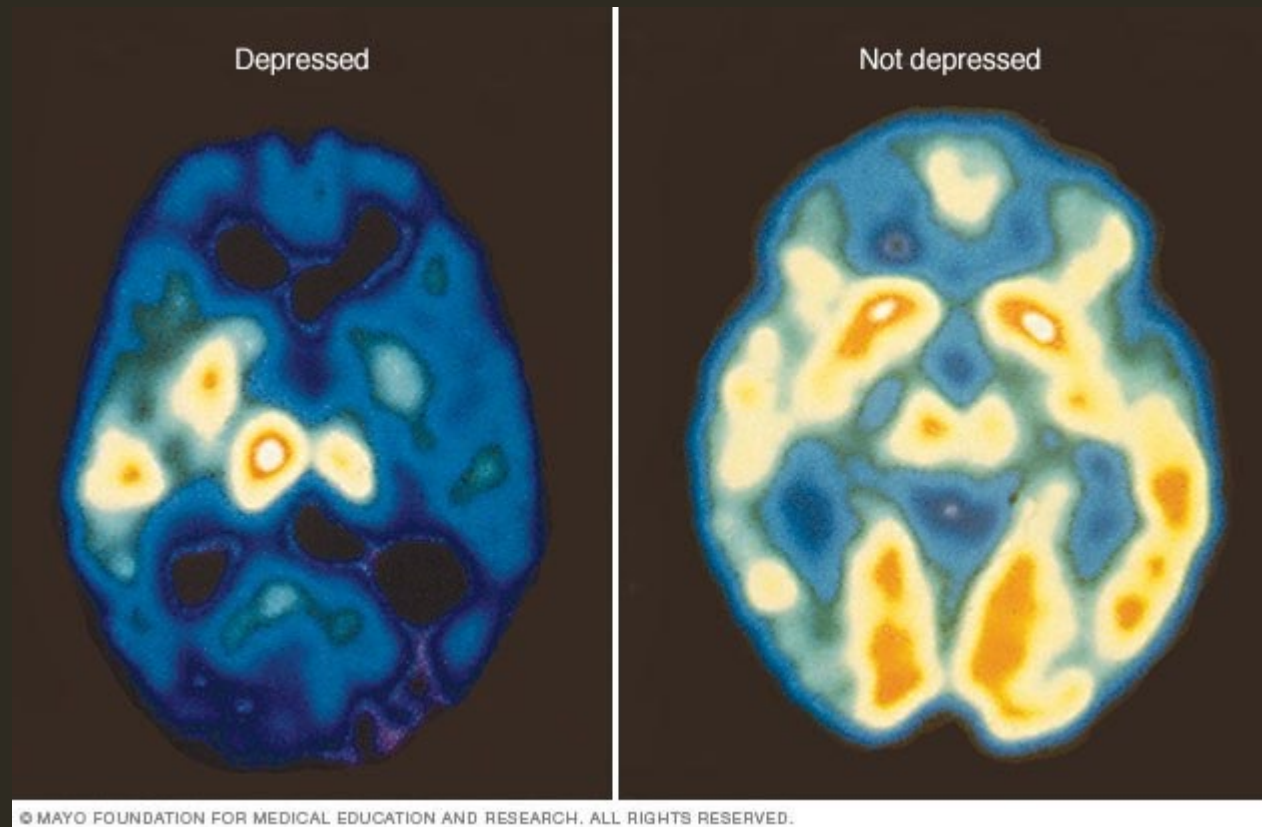 Depressed
Not depressed
© MAYO FOUNDATION FOR MEDICAL EDUCATION AND RESEARCH. ALL RIGHTS RESERVED.